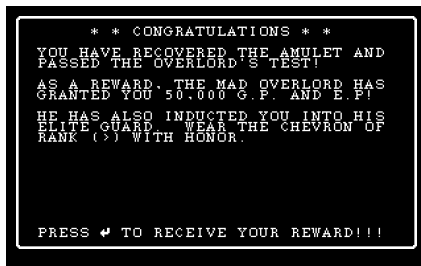 * * CONGRATULATIONS * *
YOU HAVE RECOVERED THE AMULET AND
PASSED THE OVERLORD'S TEST!
AS A REWARD, THE MAD OVERLORD HAS
GRANTED YOU 50,000 G.P. AND E.P!
HE HAS ALSO INDUCTED YOU INTO HIS
ELITE GUARD. WEAR THE CHEVRON OF
RANK (>) WITH HONOR.
PRESS ↵ TO RECEIVE YOUR REWARD!!!